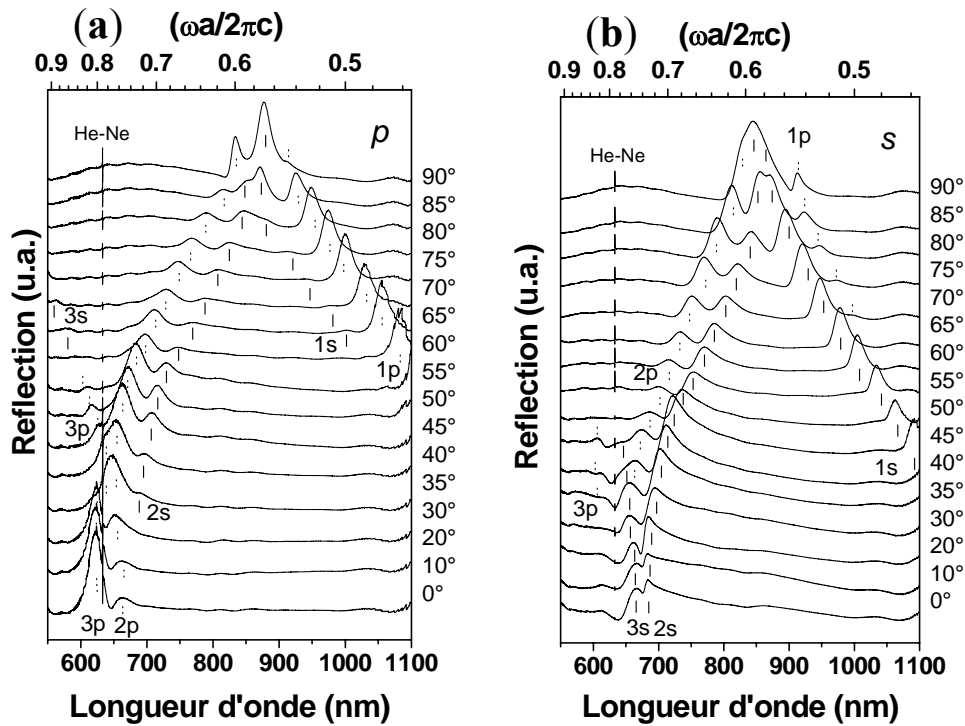 (a)
(ωa/2πc)
0.9 0.8 0.7 0.6 0.5
He-Ne
p
90°
85°
80°
75°
70°
65°
60°
55°
50°
45°
40°
35°
30°
20°
10°
0°
3s
1s
1p
3p
2s
3p 2p
Reflection (u.a.)
600 700 800 900 1000 1100
Longueur d'onde (nm)
(b)
(ωa/2πc)
0.9 0.8 0.7 0.6 0.5
He-Ne
1p
s
90°
85°
80°
75°
70°
65°
60°
55°
50°
45°
40°
35°
30°
20°
10°
0°
2p
1s
3p
3s 2s
Reflection (u.a.)
600 700 800 900 1000 1100
Longueur d'onde (nm)